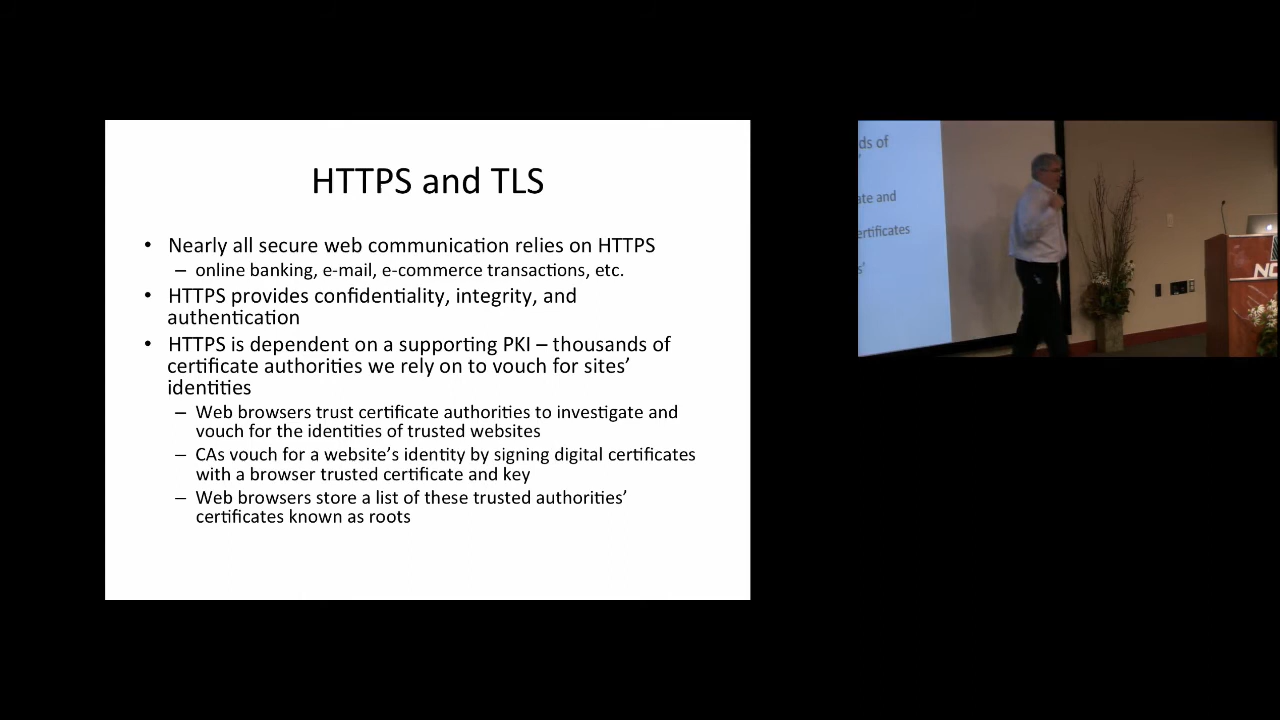 HTTPS and TLS
• Nearly all secure web communication relies on HTTPS
– online banking, e-mail, e-commerce transactions, etc.
• HTTPS provides confidentiality, integrity, and
authentication
• HTTPS is dependent on a supporting PKI – thousands of
certificate authorities we rely on to vouch for sites’
identities
– Web browsers trust certificate authorities to investigate and
vouch for the identities of trusted websites
– CAs vouch for a website’s identity by signing digital certificates
with a browser trusted certificate and key
– Web browsers store a list of these trusted authorities’
certificates known as roots
ds of
ate and
ertificates
s’
NC